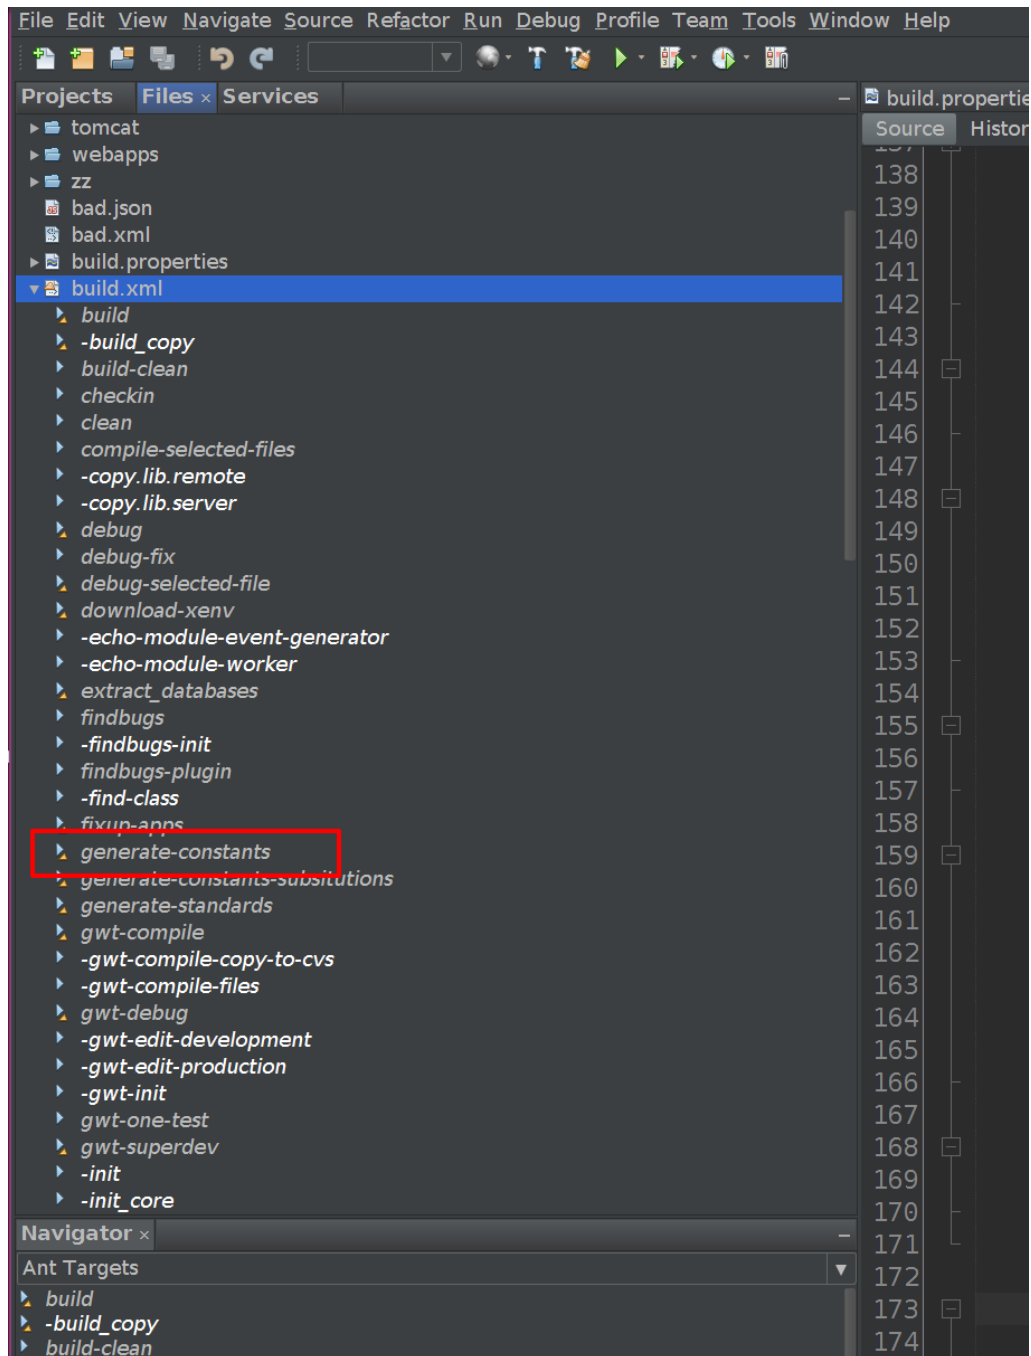 File Edit View Navigate Source Refactor Run Debug Profile Team Tools Window Help
Projects Files × Services
tomcat
webapps
zz
bad.json
bad.xml
build.properties
build.xml
build
-build_copy
build-clean
checkin
clean
compile-selected-files
-copy.lib.remote
-copy.lib.server
debug
debug-fix
debug-selected-file
download-xenv
-echo-module-event-generator
-echo-module-worker
extract_databases
findbugs
-findbugs-init
findbugs-plugin
-find-class
fixup-apps
generate-constants
generate-constants-subsitutions
generate-standards
gwt-compile
-gwt-compile-copy-to-cvs
-gwt-compile-files
gwt-debug
-gwt-edit-development
-gwt-edit-production
-gwt-init
gwt-one-test
gwt-superdev
-init
-init_core
Navigator ×
Ant Targets
build
-build_copy
build-clean
build.propertie
Source Histor
137
138
139
140
141
142
143
144
145
146
147
148
149
150
151
152
153
154
155
156
157
158
159
160
161
162
163
164
165
166
167
168
169
170
171
172
173
174